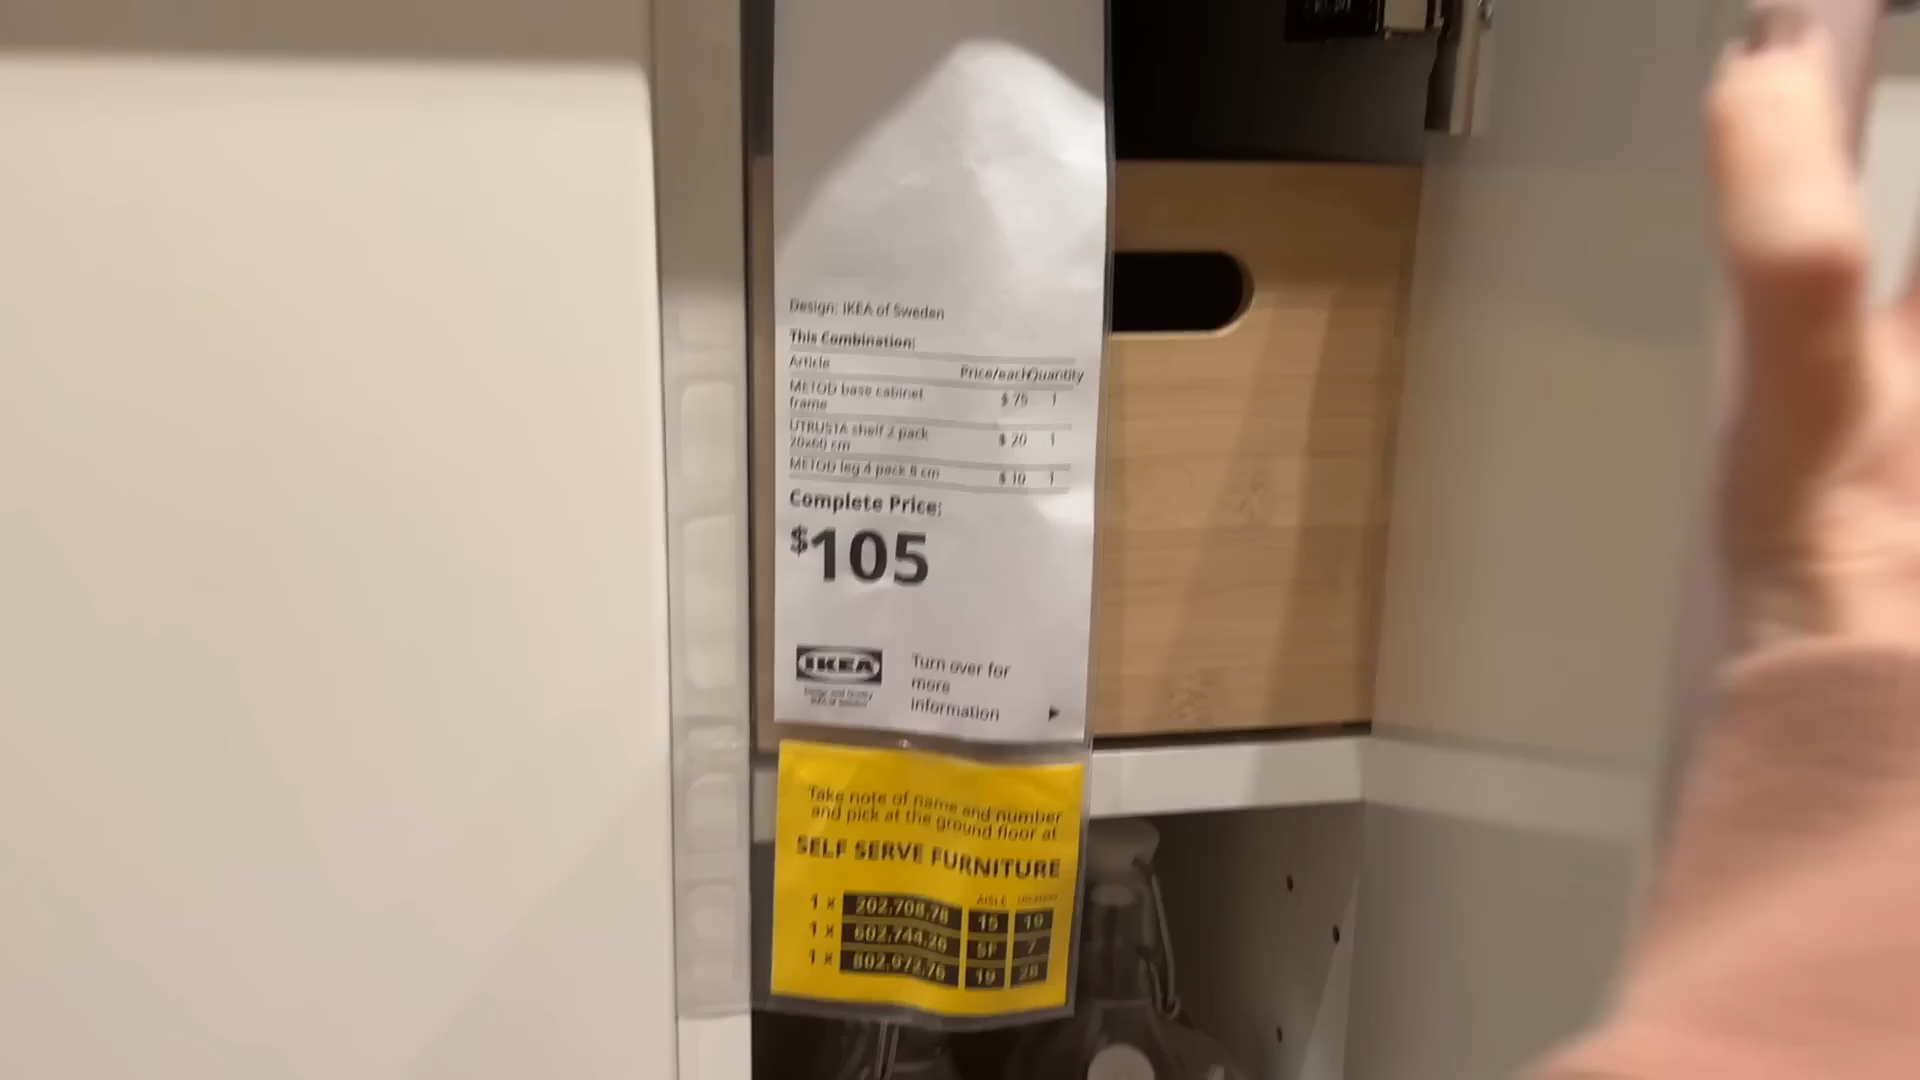 Design: IKEA of Sweden
This Combination:
Article Price/each Quantity
METOD base cabinet
frame $ 75 1
UTRUSTA shelf 2 pack
20x60 cm $ 20 1
METOD leg 4 pack 8 cm $ 10 1
Complete Price:
$105
IKEA
Turn over for
more
information
Take note of name and number
and pick at the ground floor at
SELF SERVE FURNITURE
AISLE
1 x 202.708.78 15 19
1 x 602.744.26 SF 7
1 x 802.972.76 19 28